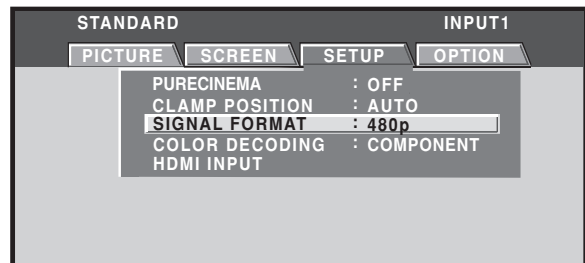 STANDARD INPUT1
PICTURE SCREEN SETUP OPTION
PURECINEMA : OFF
CLAMP POSITION : AUTO
SIGNAL FORMAT : 480p
COLOR DECODING : COMPONENT
HDMI INPUT